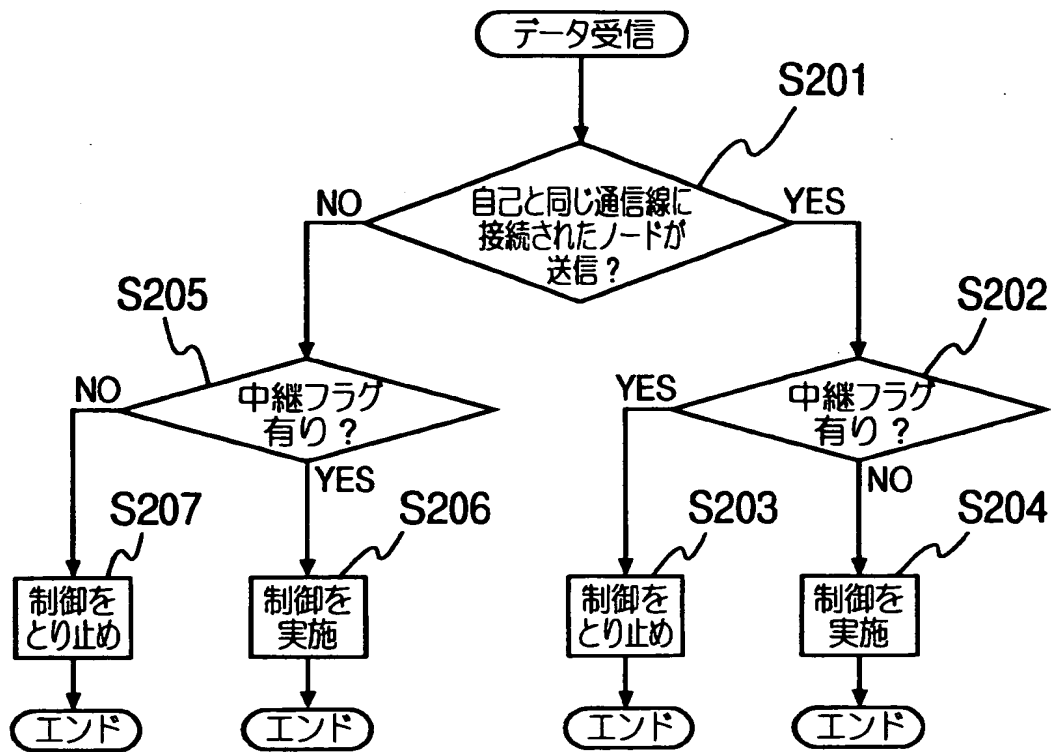 データ受信
S201
自己と同じ通信線に
接続されたノードが
送信?
NO
YES
S205
S202
中継フラグ
有り?
NO
YES
中継フラグ
有り?
YES
NO
S207
S206
S203
S204
制御を
とり止め
制御を
実施
制御を
とり止め
制御を
実施
エンド
エンド
エンド
エンド